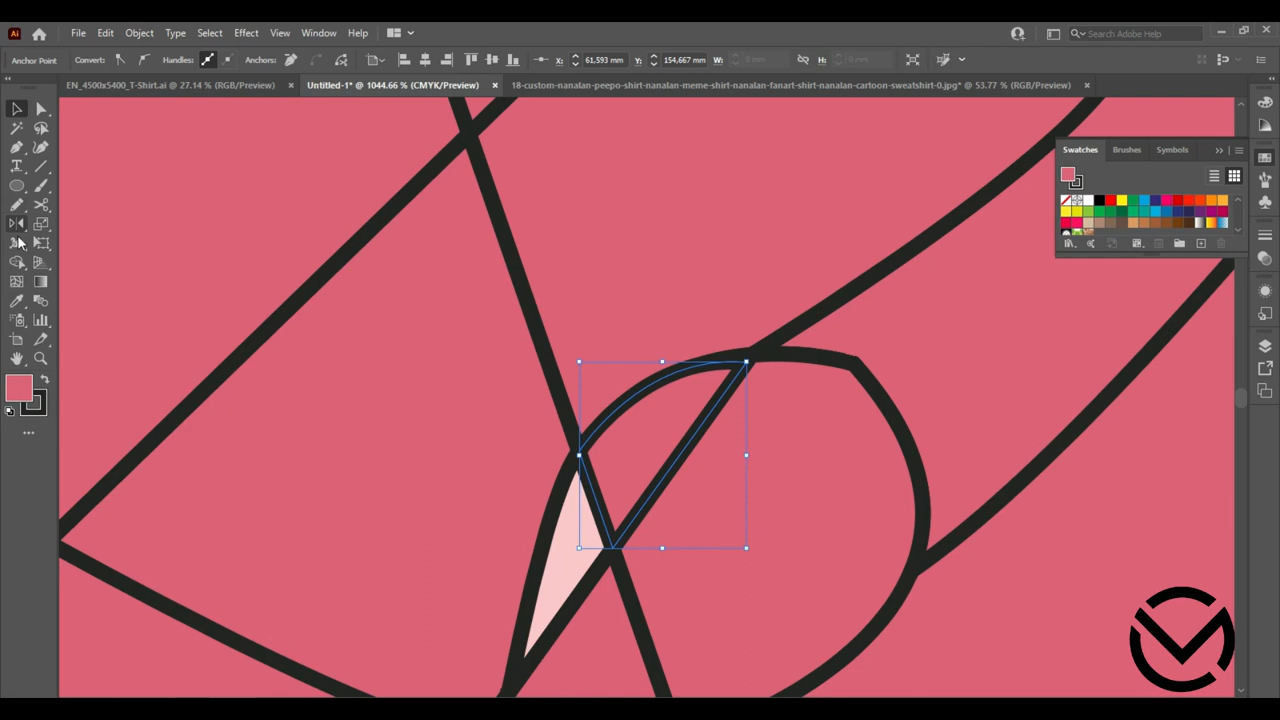 Ai File Edit Object Type Select Effect View Window Help Search Adobe Help
Anchor Point Convert: Handles: Anchors: X: 61,593 mm Y: 154,667 mm W: 0 mm H: 0 mm
EN_4500x5400_T-Shirt.ai @ 27.14 % (RGB/Preview) Untitled-1* @ 1044.66 % (CMYK/Preview) 18-custom-nanalan-peepo-shirt-nanalan-meme-shirt-nanalan-fanart-shirt-nanalan-cartoon-sweatshirt-0.jpg* @ 53.77 % (RGB/Preview)
Swatches Brushes Symbols